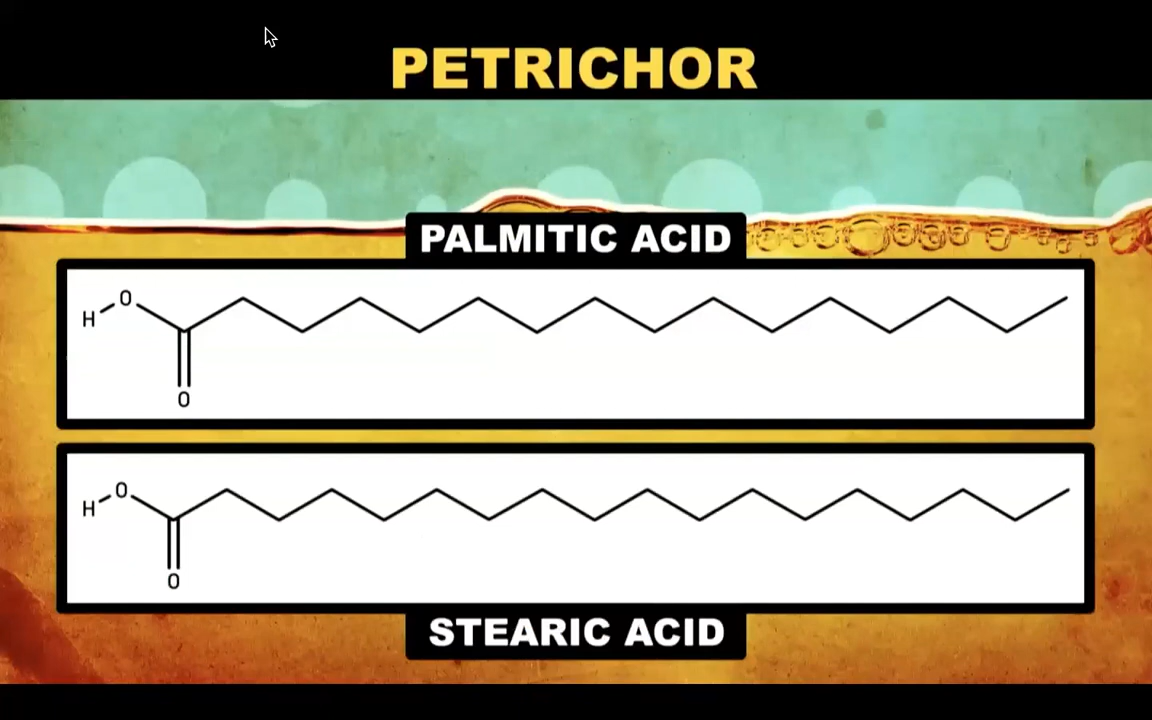 PETRICHOR
PALMITIC ACID
H O
O
H O
O
STEARIC ACID